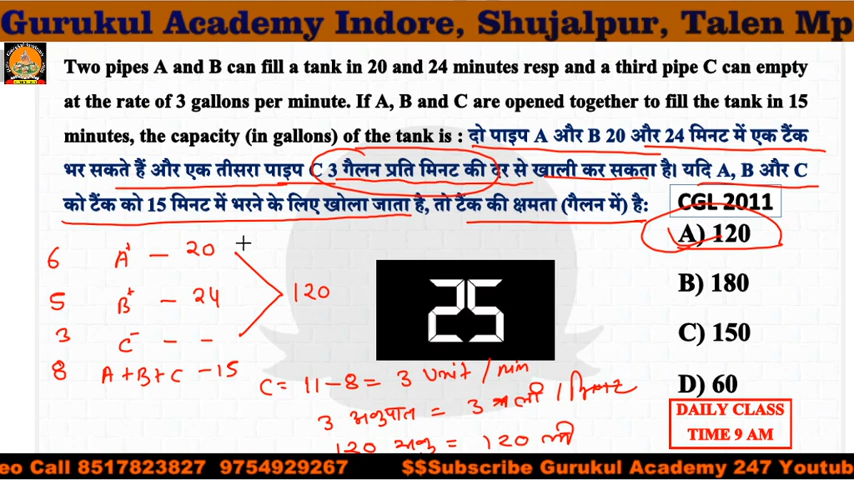 Gurukul Academy Indore, Shujalpur, Talen Mp
Two pipes A and B can fill a tank in 20 and 24 minutes resp and a third pipe C can empty
at the rate of 3 gallons per minute. If A, B and C are opened together to fill the tank in 15
minutes, the capacity (in gallons) of the tank is : दो पाइप A और B 20 और 24 मिनट में एक टैंक
भर सकते हैं और एक तीसरा पाइप C 3 गैलन प्रति मिनट की दर से खाली कर सकता है। यदि A, B और C
को टैंक को 15 मिनट में भरने के लिए खोला जाता है, तो टैंक की क्षमता (गैलन में) है:
CGL 2011
A) 120
B) 180
C) 150
D) 60
6 A+ – 20
5 B+ – 24
120
3 C- – -
8 A+B+C – 15
25
C = 11 – 8 = 3 Unit / min
3 अनुपात = 3
120 = 120 ली
DAILY CLASS
TIME 9 AM
eo Call 8517823827 9754929267 $$Subscribe Gurukul Academy 247 Youtub